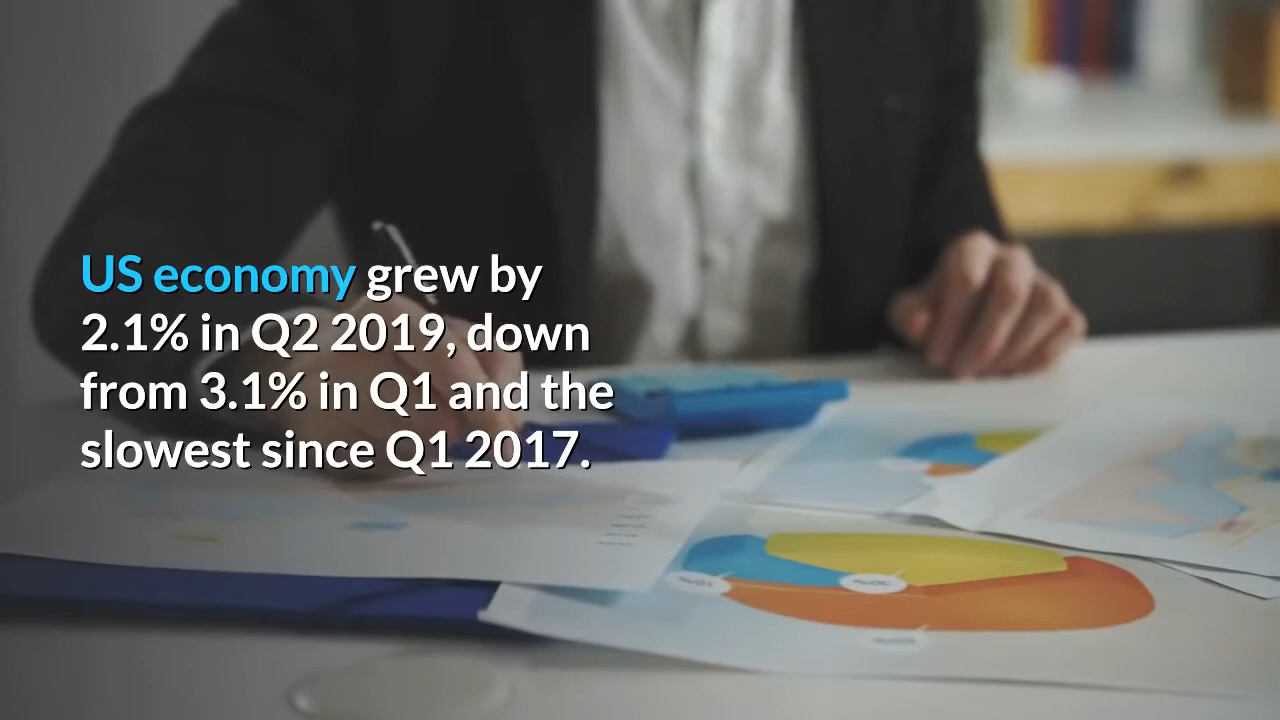 US economy grew by
2.1% in Q2 2019, down
from 3.1% in Q1 and the
slowest since Q1 2017.